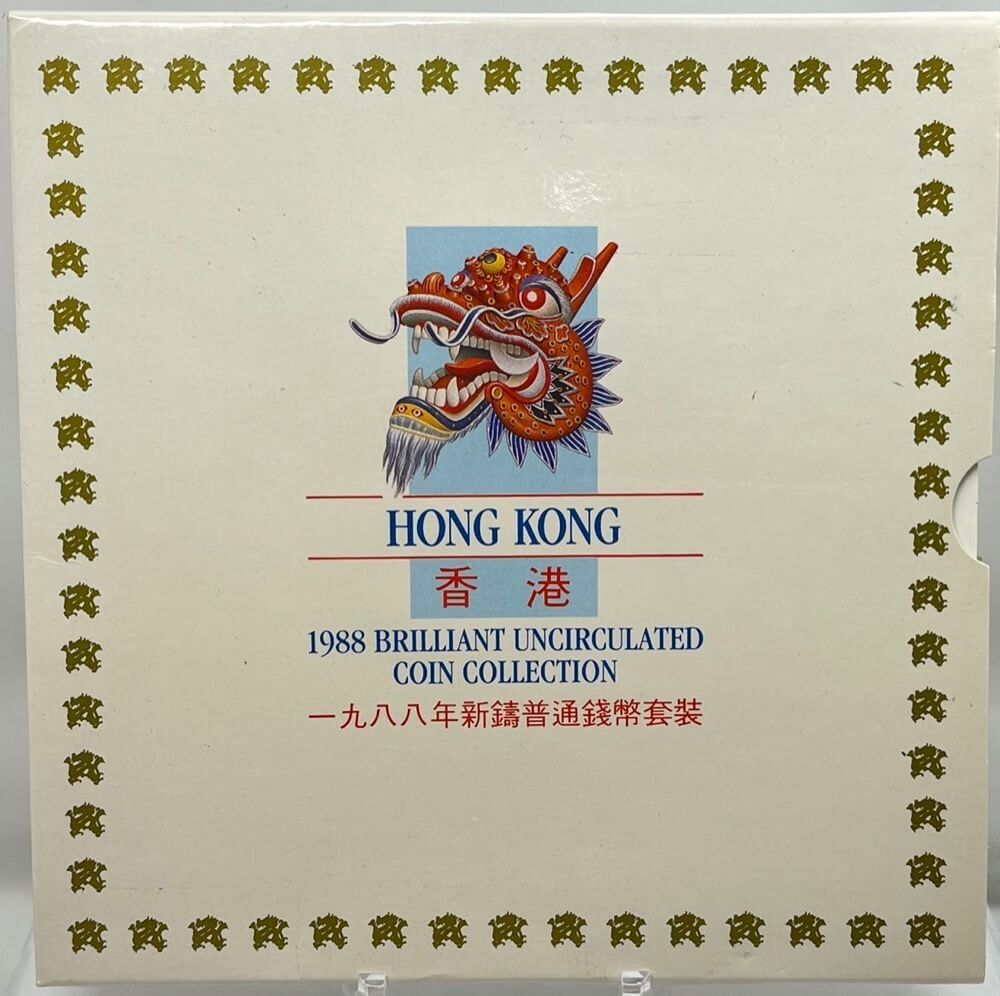 HONG KONG
香 港
1988 BRILLIANT UNCIRCULATED
COIN COLLECTION
一九八八年新鑄普通錢幣套裝